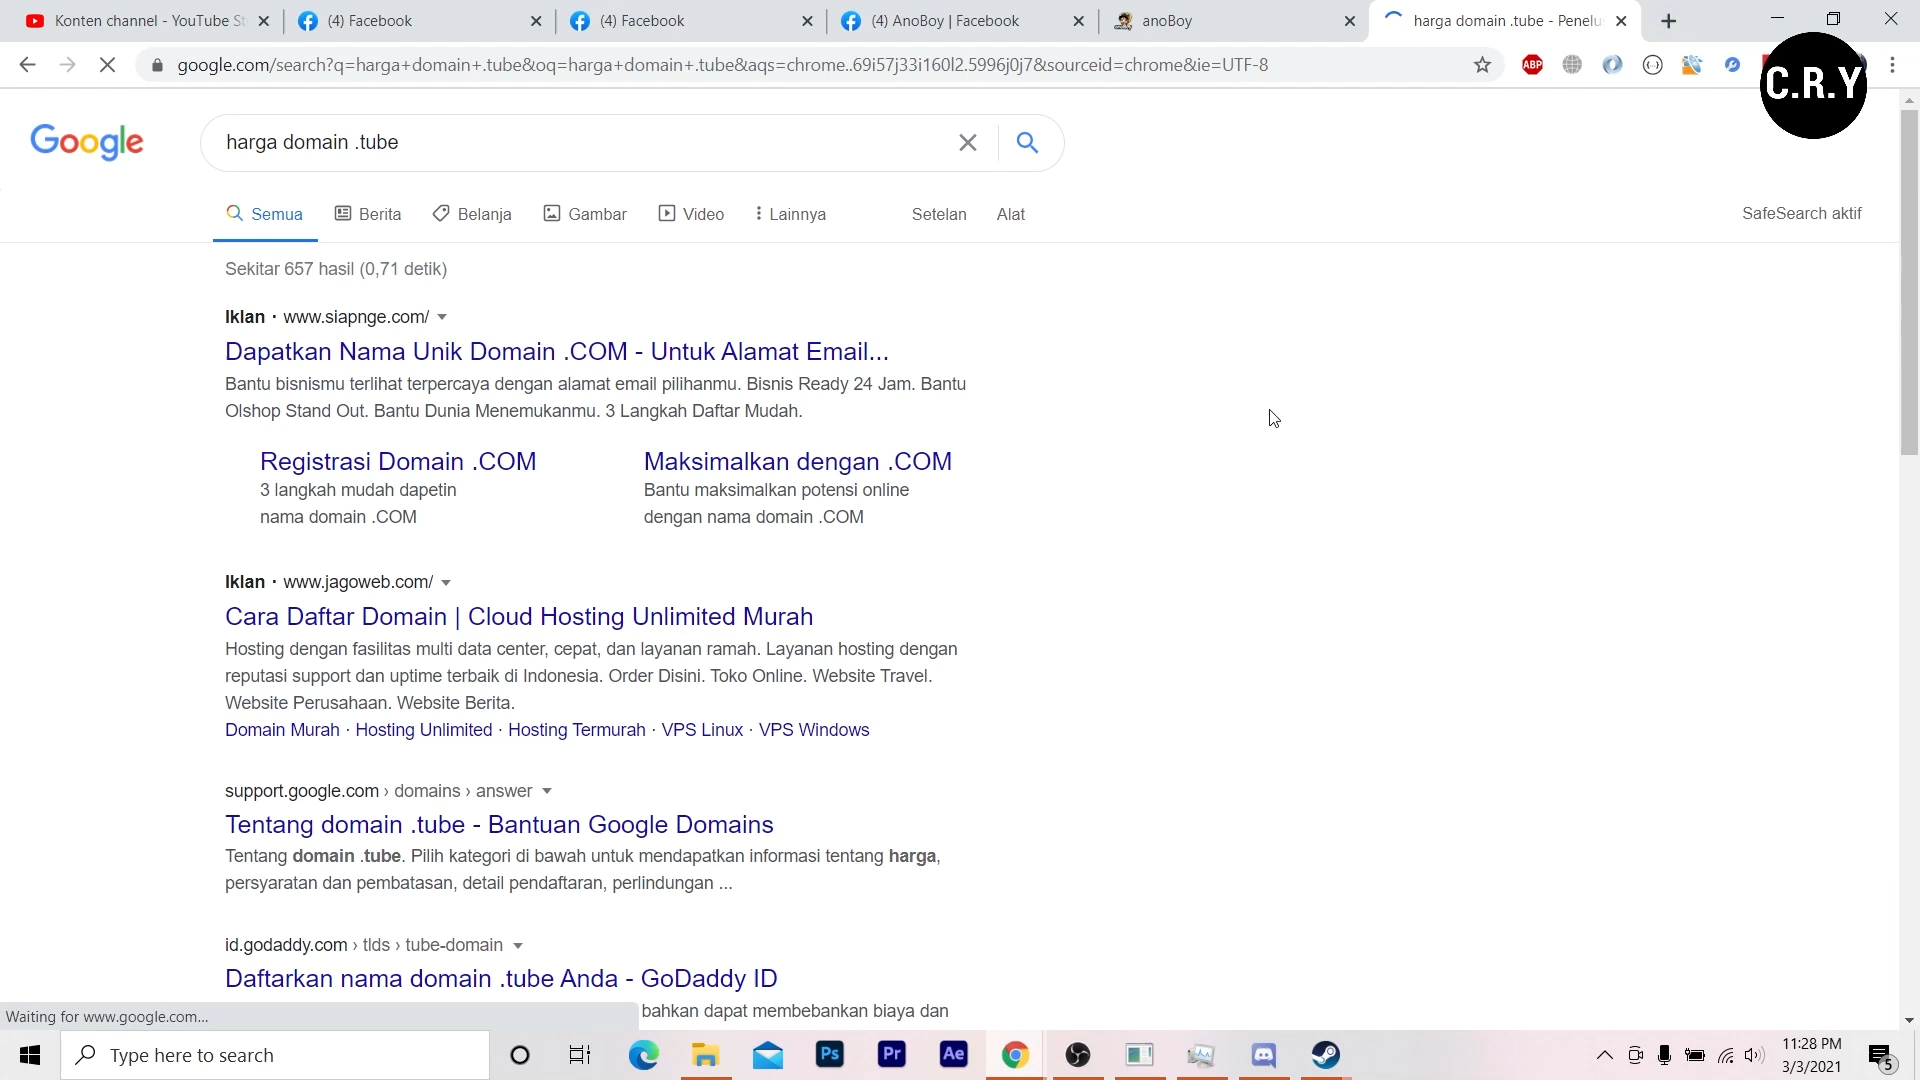 Konten channel - YouTube St
(4) Facebook
(4) Facebook
(4) AnoBoy | Facebook
anoBoy
harga domain .tube - Penelus
google.com/search?q=harga+domain+.tube&oq=harga+domain+.tube&aqs=chrome..69i57j33i160l2.5996j0j7&sourceid=chrome&ie=UTF-8
ABP
C.R.Y
Google
harga domain .tube
Semua
Berita
Belanja
Gambar
Video
Lainnya
Setelan
Alat
SafeSearch aktif
Sekitar 657 hasil (0,71 detik)
Iklan · www.siapnge.com/
Dapatkan Nama Unik Domain .COM - Untuk Alamat Email...
Bantu bisnismu terlihat terpercaya dengan alamat email pilihanmu. Bisnis Ready 24 Jam. Bantu
Olshop Stand Out. Bantu Dunia Menemukanmu. 3 Langkah Daftar Mudah.
Registrasi Domain .COM
3 langkah mudah dapetin
nama domain .COM
Maksimalkan dengan .COM
Bantu maksimalkan potensi online
dengan nama domain .COM
Iklan · www.jagoweb.com/
Cara Daftar Domain | Cloud Hosting Unlimited Murah
Hosting dengan fasilitas multi data center, cepat, dan layanan ramah. Layanan hosting dengan
reputasi support dan uptime terbaik di Indonesia. Order Disini. Toko Online. Website Travel.
Website Perusahaan. Website Berita.
Domain Murah · Hosting Unlimited · Hosting Termurah · VPS Linux · VPS Windows
support.google.com › domains › answer
Tentang domain .tube - Bantuan Google Domains
Tentang domain .tube. Pilih kategori di bawah untuk mendapatkan informasi tentang harga,
persyaratan dan pembatasan, detail pendaftaran, perlindungan ...
id.godaddy.com › tlds › tube-domain
Daftarkan nama domain .tube Anda - GoDaddy ID
bahkan dapat membebankan biaya dan
Waiting for www.google.com...
Type here to search
Ps
Pr
Ae
11:28 PM
3/3/2021
5